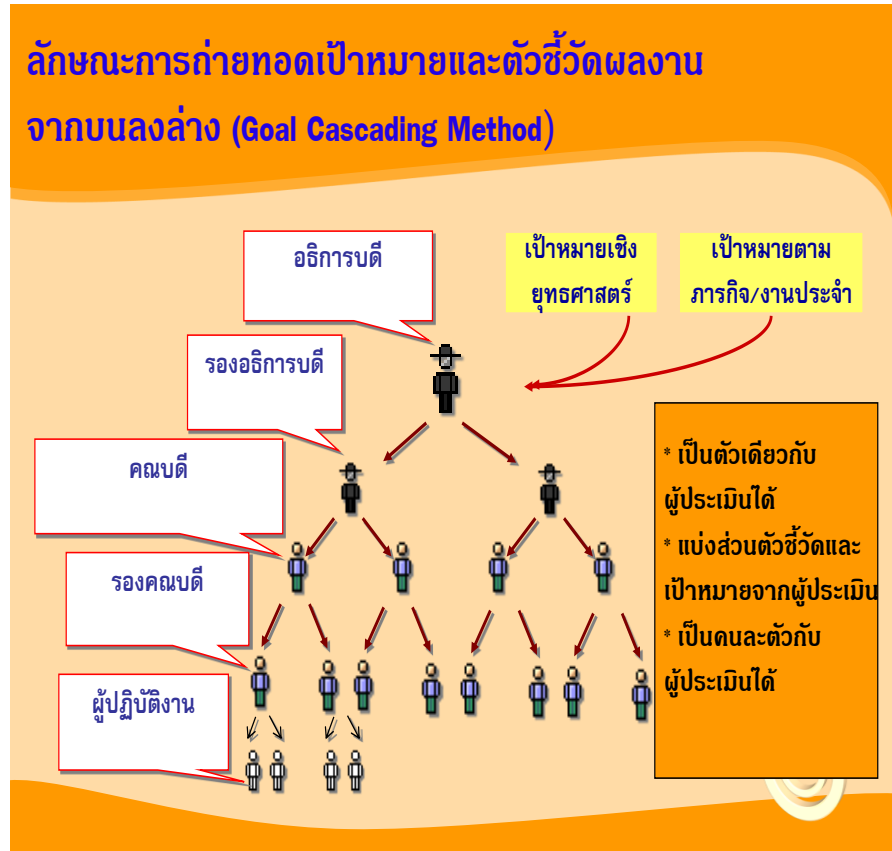 ลักษณะการถ่ายทอดเป้าหมายและตัวชี้วัดผลงาน
จากบนลงล่าง (Goal Cascading Method)
อธิการบดี
เป้าหมายเชิง
ยุทธศาสตร์
เป้าหมายตาม
ภารกิจ/งานประจำ
รองอธิการบดี
คณบดี
รองคณบดี
ผู้ปฏิบัติงาน
* เป็นตัวเดียวกับ
ผู้ประเมินได้
* แบ่งส่วนตัวชี้วัดและ
เป้าหมายจากผู้ประเมิน
* เป็นคนละตัวกับ
ผู้ประเมินได้